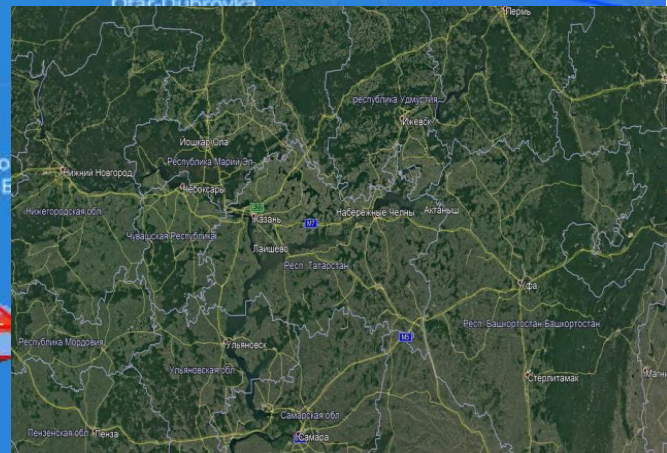 Пермь
республика Удмуртия
Ижевск
Йошкар-Ола
Республика Марий Эл
Нижний Новгород
Чебоксары
Казань
М7
Набережные Челны
Актаныш
Нижегородская обл.
Чувашская Республика
Лаишево
Респ. Татарстан
Уфа
Респ. Башкортостан Башкортостан
М5
Республика Мордовия
Ульяновск
Ульяновская обл.
Стерлитамак
Магни
Самарская обл.
Пензенская обл.
Пенза
Самара